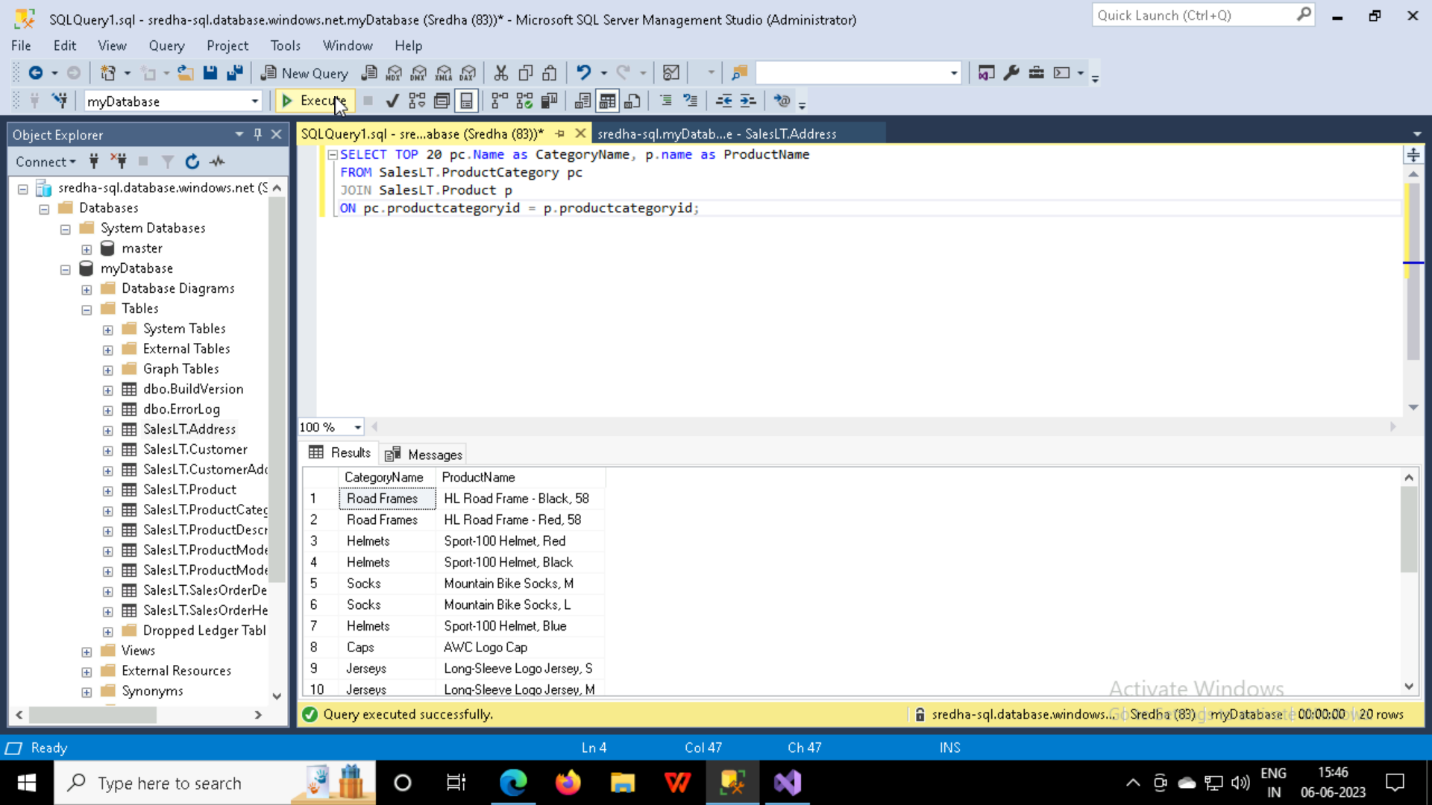 SQLQuery1.sql - sredha-sql.database.windows.net.myDatabase (Sredha (83))* - Microsoft SQL Server Management Studio (Administrator)
Quick Launch (Ctrl+Q)
File Edit View Query Project Tools Window Help
New Query
MDX DMX XMLA DAX
myDatabase
Execute
Object Explorer
SQLQuery1.sql - sre...abase (Sredha (83))*
sredha-sql.myDatab...e - SalesLT.Address
Connect
sredha-sql.database.windows.net (S
Databases
System Databases
master
myDatabase
Database Diagrams
Tables
System Tables
External Tables
Graph Tables
dbo.BuildVersion
dbo.ErrorLog
SalesLT.Address
SalesLT.Customer
SalesLT.CustomerAdd
SalesLT.Product
SalesLT.ProductCateg
SalesLT.ProductDescr
SalesLT.ProductMode
SalesLT.ProductMode
SalesLT.SalesOrderDe
SalesLT.SalesOrderHe
Dropped Ledger Tabl
Views
External Resources
Synonyms
SELECT TOP 20 pc.Name as CategoryName, p.name as ProductName
FROM SalesLT.ProductCategory pc
JOIN SalesLT.Product p
ON pc.productcategoryid = p.productcategoryid;
100 %
Results Messages
CategoryName ProductName
1 Road Frames HL Road Frame - Black, 58
2 Road Frames HL Road Frame - Red, 58
3 Helmets Sport-100 Helmet, Red
4 Helmets Sport-100 Helmet, Black
5 Socks Mountain Bike Socks, M
6 Socks Mountain Bike Socks, L
7 Helmets Sport-100 Helmet, Blue
8 Caps AWC Logo Cap
9 Jerseys Long-Sleeve Logo Jersey, S
10 Jerseys Long-Sleeve Logo Jersey, M
Activate Windows
Query executed successfully.
sredha-sql.database.windows... Sredha (83) myDatabase 00:00:00 20 rows
Ready Ln 4 Col 47 Ch 47 INS
Type here to search
ENG
IN
15:46
06-06-2023